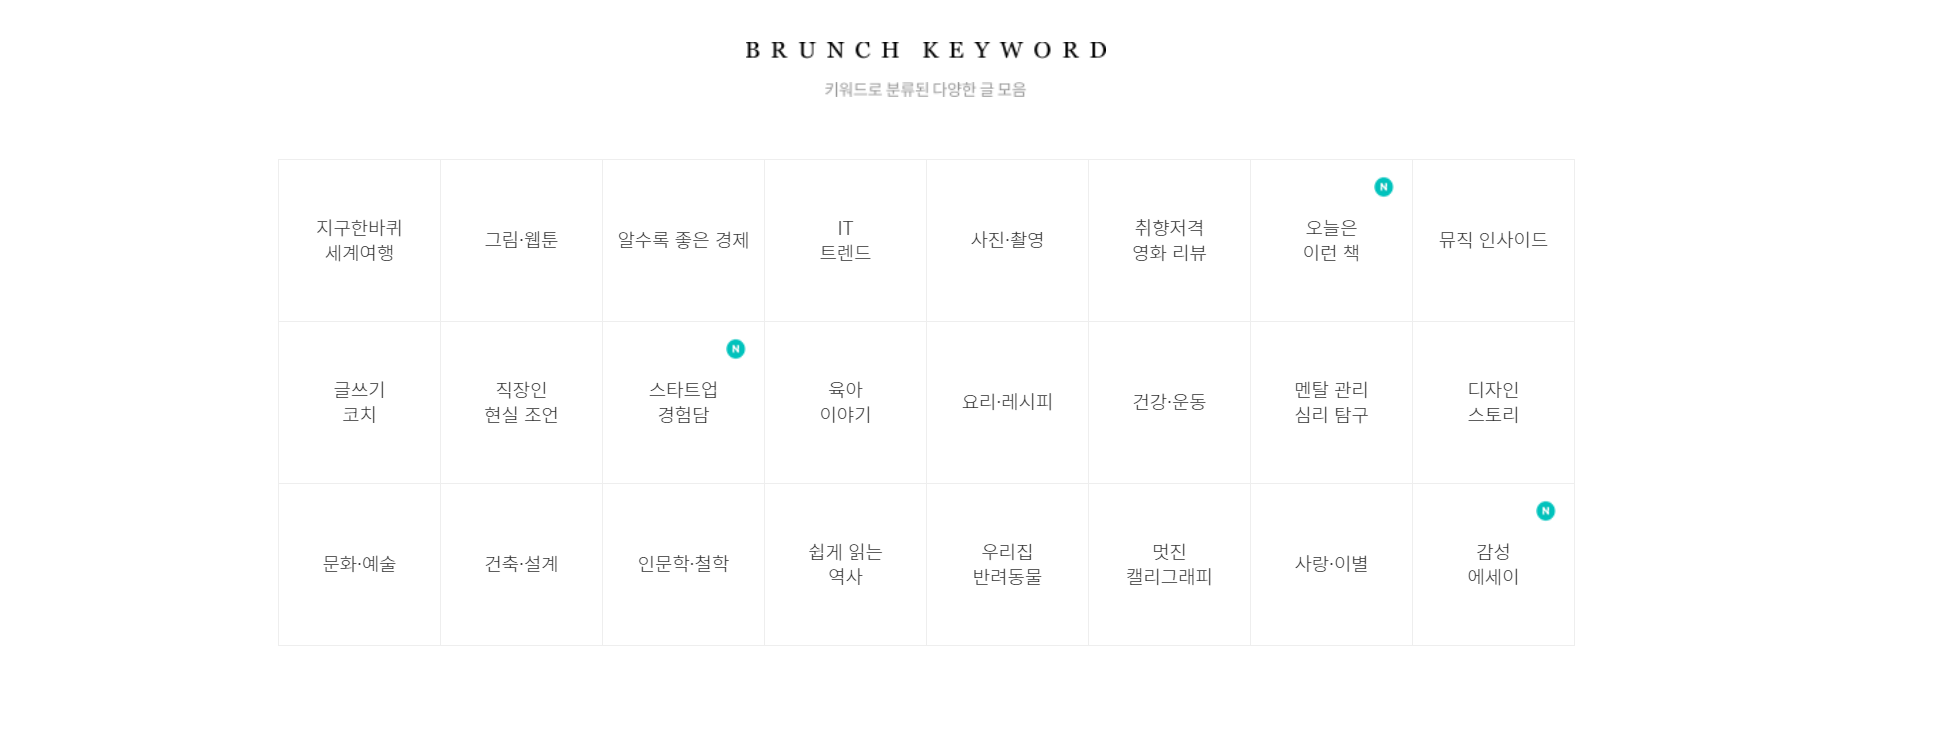 BRUNCH KEYWORD
키워드로 분류된 다양한 글 모음
지구한바퀴
세계여행
그림·웹툰
알수록 좋은 경제
IT
트렌드
사진·촬영
취향저격
영화 리뷰
N
오늘은
이런 책
뮤직 인사이드
글쓰기
코치
직장인
현실 조언
N
스타트업
경험담
육아
이야기
요리·레시피
건강·운동
멘탈 관리
심리 탐구
디자인
스토리
문화·예술
건축·설계
인문학·철학
쉽게 읽는
역사
우리집
반려동물
멋진
캘리그래피
사랑·이별
N
감성
에세이